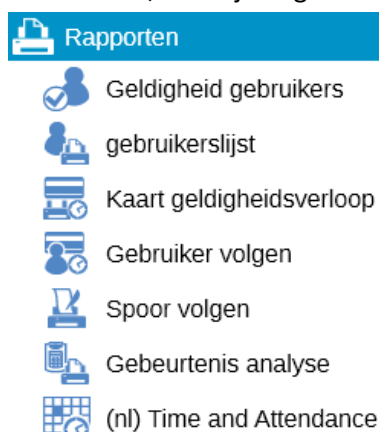 Rapporten
Geldigheid gebruikers
gebruikerslijst
Kaart geldigheidsverloop
Gebruiker volgen
Spoor volgen
Gebeurtenis analyse
(nl) Time and Attendance